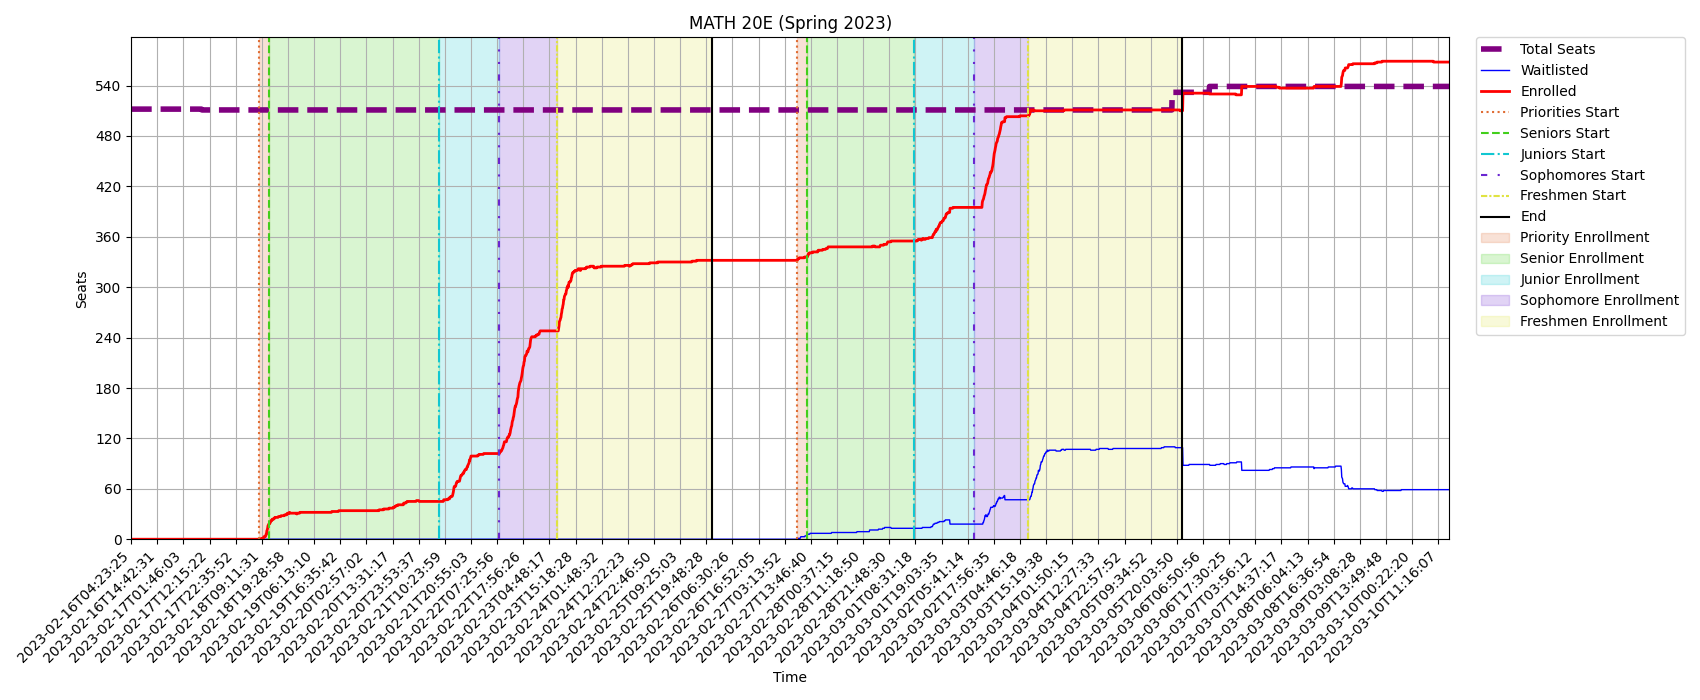 MATH 20E (Spring 2023)
Total Seats
Waitlisted
Enrolled
Priorities Start
Seniors Start
Juniors Start
Sophomores Start
Freshmen Start
End
Priority Enrollment
Senior Enrollment
Junior Enrollment
Sophomore Enrollment
Freshmen Enrollment
Seats
540
480
420
360
300
240
180
120
60
0
2023-02-16T04:23:25
2023-02-16T14:42:31
2023-02-17T01:46:03
2023-02-17T12:15:22
2023-02-17T22:35:52
2023-02-18T09:11:31
2023-02-18T19:28:58
2023-02-19T06:13:10
2023-02-19T16:35:42
2023-02-20T02:57:02
2023-02-20T13:31:17
2023-02-20T23:53:37
2023-02-21T10:23:59
2023-02-21T20:55:03
2023-02-22T07:25:56
2023-02-22T17:56:26
2023-02-23T04:48:17
2023-02-23T15:18:28
2023-02-24T01:48:32
2023-02-24T12:22:23
2023-02-24T22:46:50
2023-02-25T09:25:03
2023-02-25T19:48:28
2023-02-26T06:30:26
2023-02-26T16:52:05
2023-02-27T03:13:52
2023-02-27T13:46:40
2023-02-28T00:37:15
2023-02-28T11:18:50
2023-02-28T21:48:30
2023-03-01T08:31:18
2023-03-01T19:03:35
2023-03-02T05:41:14
2023-03-02T17:56:35
2023-03-03T04:46:18
2023-03-03T15:19:38
2023-03-04T01:50:15
2023-03-04T12:27:33
2023-03-04T22:57:52
2023-03-05T09:34:52
2023-03-05T20:03:50
2023-03-06T06:50:56
2023-03-06T17:30:25
2023-03-07T03:56:12
2023-03-07T14:37:17
2023-03-08T06:04:13
2023-03-08T16:36:54
2023-03-09T03:08:28
2023-03-09T13:49:48
2023-03-10T00:22:20
2023-03-10T11:16:07
Time